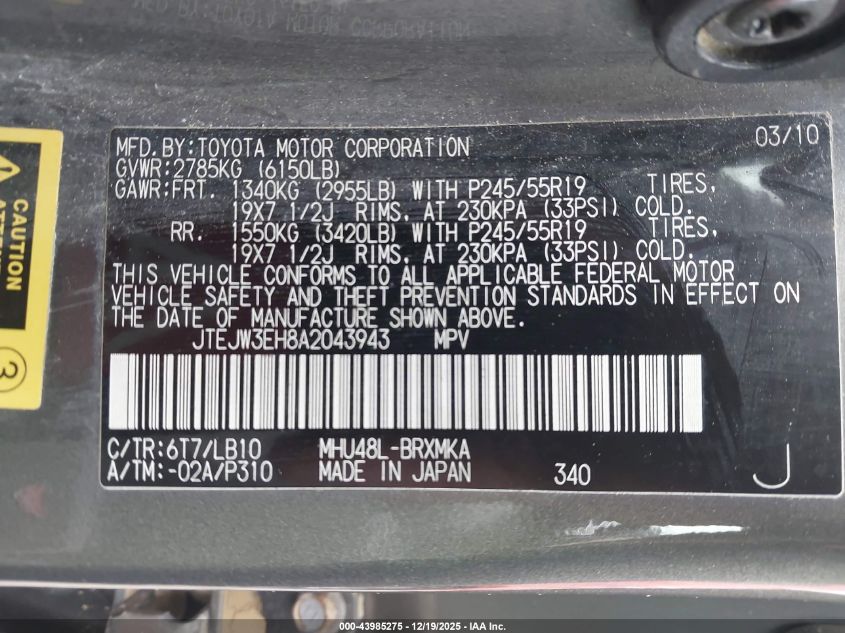 MFD.BY:TOYOTA MOTOR CORPORATION 03/10
GVWR:2785KG (6150LB)
GAWR:FRT. 1340KG (2955LB) WITH P245/55R19 TIRES,
19X7 1/2J RIMS, AT 230KPA (33PSI) COLD.
RR. 1550KG (3420LB) WITH P245/55R19 TIRES,
19X7 1/2J RIMS, AT 230KPA (33PSI) COLD.
THIS VEHICLE CONFORMS TO ALL APPLICABLE FEDERAL MOTOR
VEHICLE SAFETY AND THEFT PREVENTION STANDARDS IN EFFECT ON
THE DATE OF MANUFACTURE SHOWN ABOVE.
JTEJW3EH8A2043943 MPV
C/TR:6T7/LB10 MHU48L-BRXMKA
A/TM:-02A/P310 MADE IN JAPAN 340 J
CAUTION
3
000-43985275 - 12/19/2025 - IAA Inc.